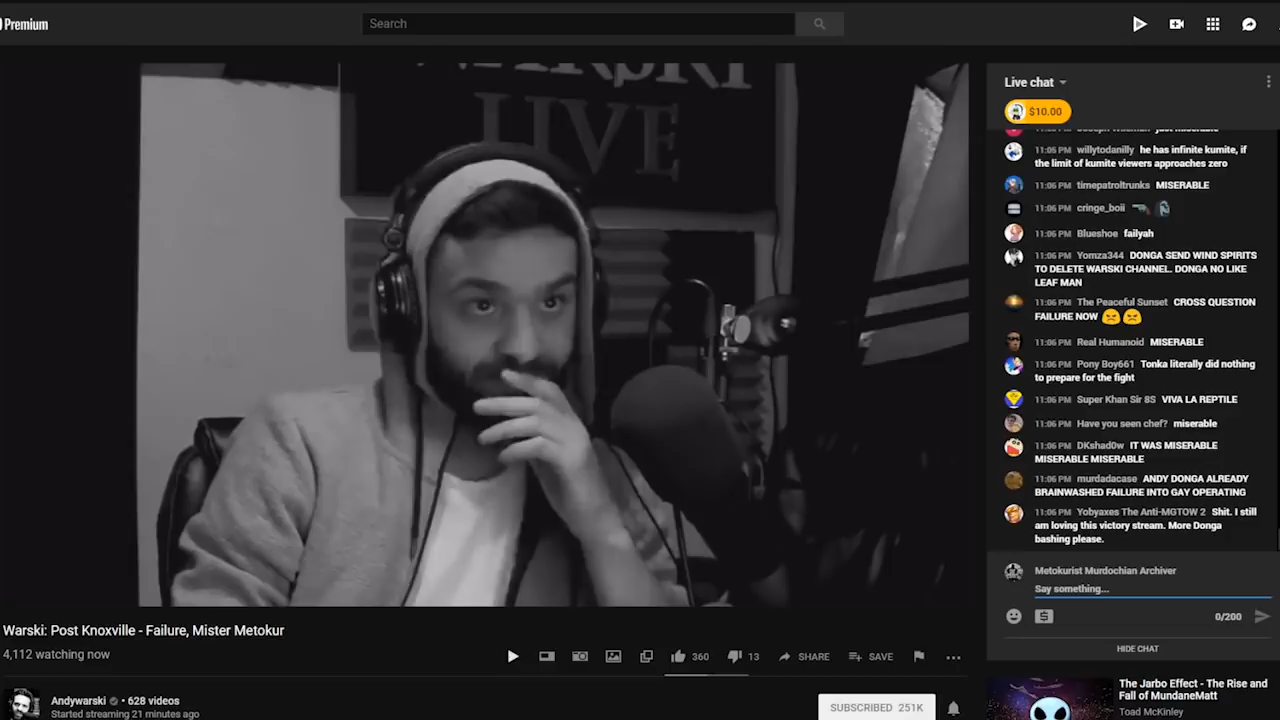 Premium
Search
WARSKI
LIVE
Live chat
$10.00
just miserable
11:05 PM willytodanilly he has infinite kumite, if
the limit of kumite viewers approaches zero
11:06 PM timepatroltrunks MISERABLE
11:06 PM cringe_boii
11:06 PM Blueshoe failyah
11:06 PM Yomza344 DONGA SEND WIND SPIRITS
TO DELETE WARSKI CHANNEL. DONGA NO LIKE
LEAF MAN
11:06 PM The Peaceful Sunset CROSS QUESTION
FAILURE NOW
11:06 PM Real Humanoid MISERABLE
11:06 PM Pony Boy661 Tonka literally did nothing
to prepare for the fight
11:06 PM Super Khan Sir 8S VIVA LA REPTILE
11:06 PM Have you seen chef? miserable
11:06 PM DKshad0w IT WAS MISERABLE
MISERABLE MISERABLE
11:06 PM murdadacase ANDY DONGA ALREADY
BRAINWASHED FAILURE INTO GAY OPERATING
11:06 PM Yobyaxes The Anti-MGTOW 2 Shit. I still
am loving this victory stream. More Donga
bashing please.
Metokurist Murdochian Archiver
Say something...
0/200
HIDE CHAT
Warski: Post Knoxville - Failure, Mister Metokur
4,112 watching now
360
13
SHARE
SAVE
Andywarski • 628 videos
Started streaming 21 minutes ago
SUBSCRIBED 251K
The Jarbo Effect - The Rise and
Fall of MundaneMatt
Toad McKinley